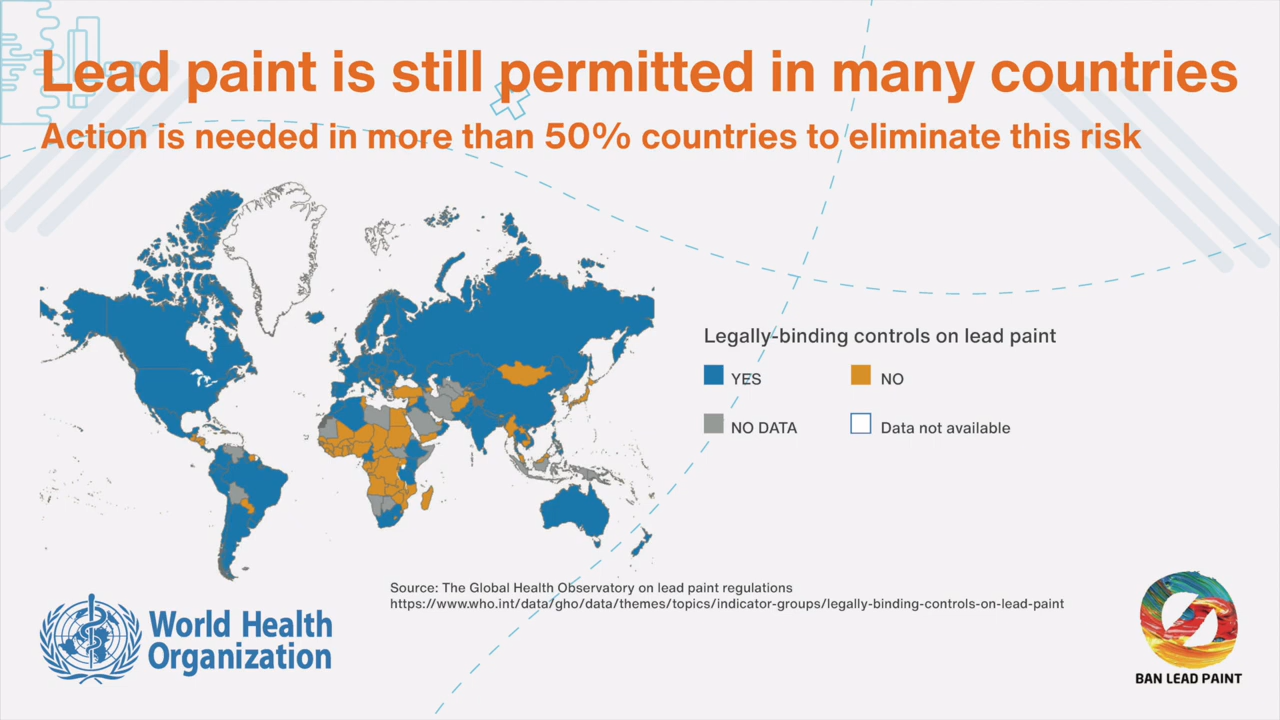 Lead paint is still permitted in many countries
Action is needed in more than 50% countries to eliminate this risk
Legally-binding controls on lead paint
YES
NO
NO DATA
Data not available
Source: The Global Health Observatory on lead paint regulations
https://www.who.int/data/gho/data/themes/topics/indicator-groups/legally-binding-controls-on-lead-paint
World Health
Organization
BAN LEAD PAINT